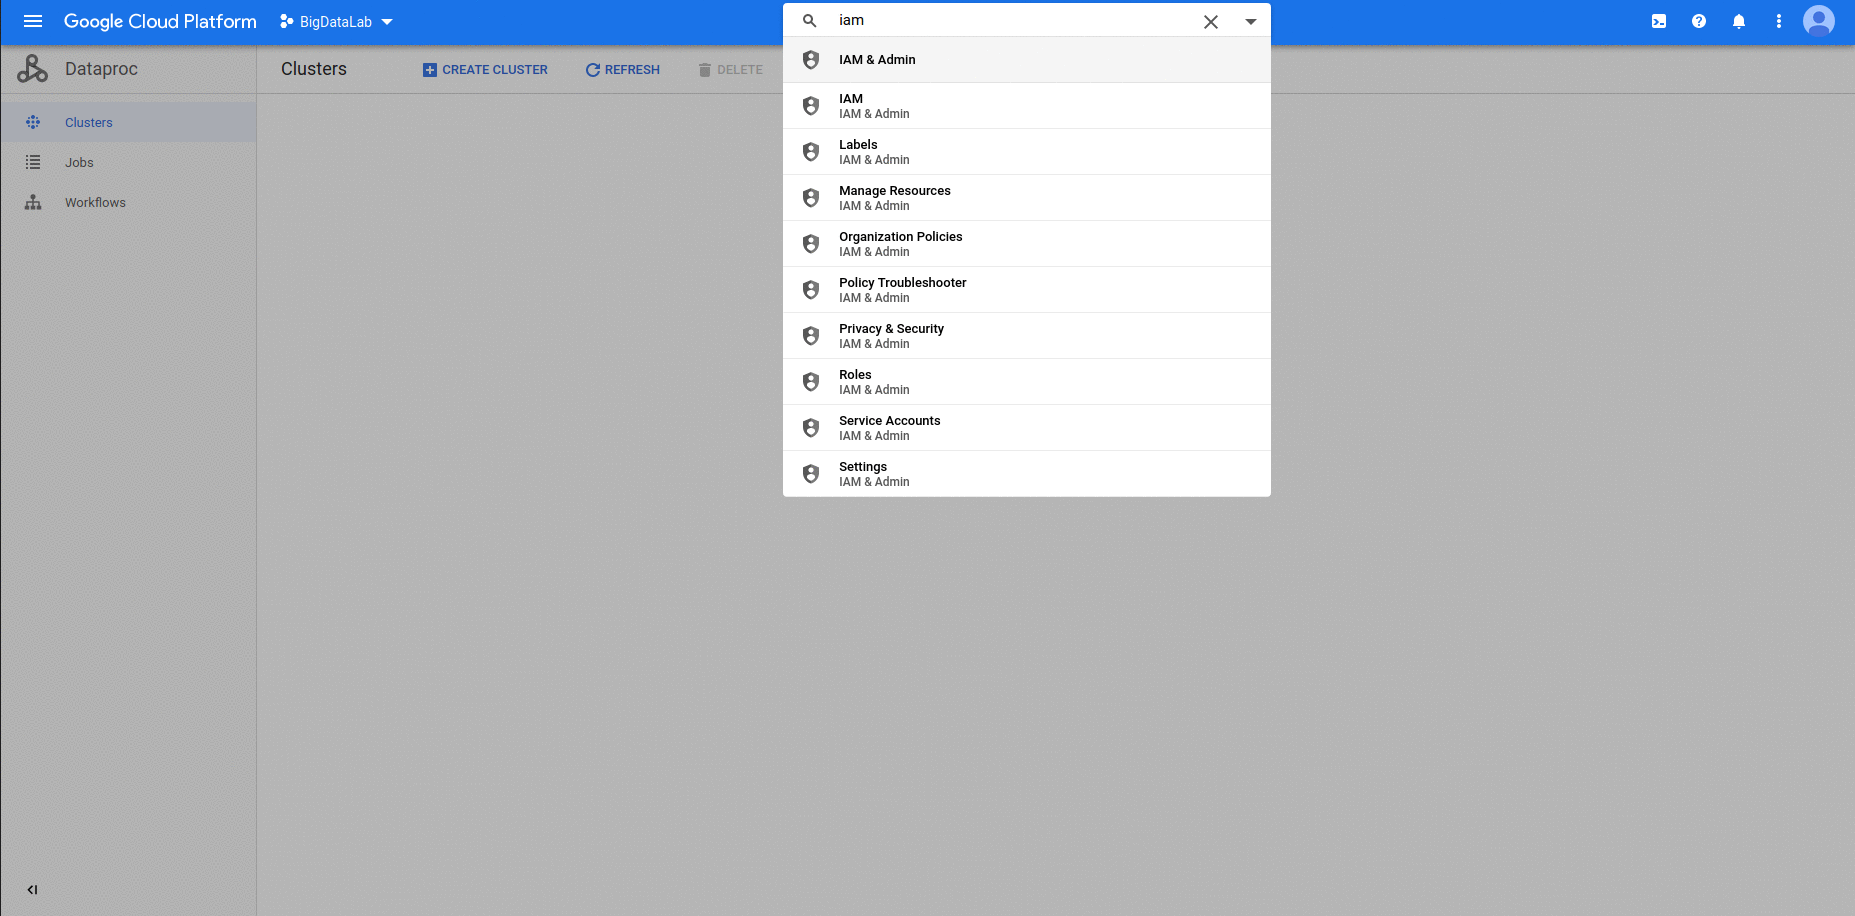 Google Cloud Platform
BigDataLab
iam
Dataproc
Clusters
CREATE CLUSTER
REFRESH
DELETE
Clusters
Jobs
Workflows
IAM & Admin
IAM
IAM & Admin
Labels
IAM & Admin
Manage Resources
IAM & Admin
Organization Policies
IAM & Admin
Policy Troubleshooter
IAM & Admin
Privacy & Security
IAM & Admin
Roles
IAM & Admin
Service Accounts
IAM & Admin
Settings
IAM & Admin